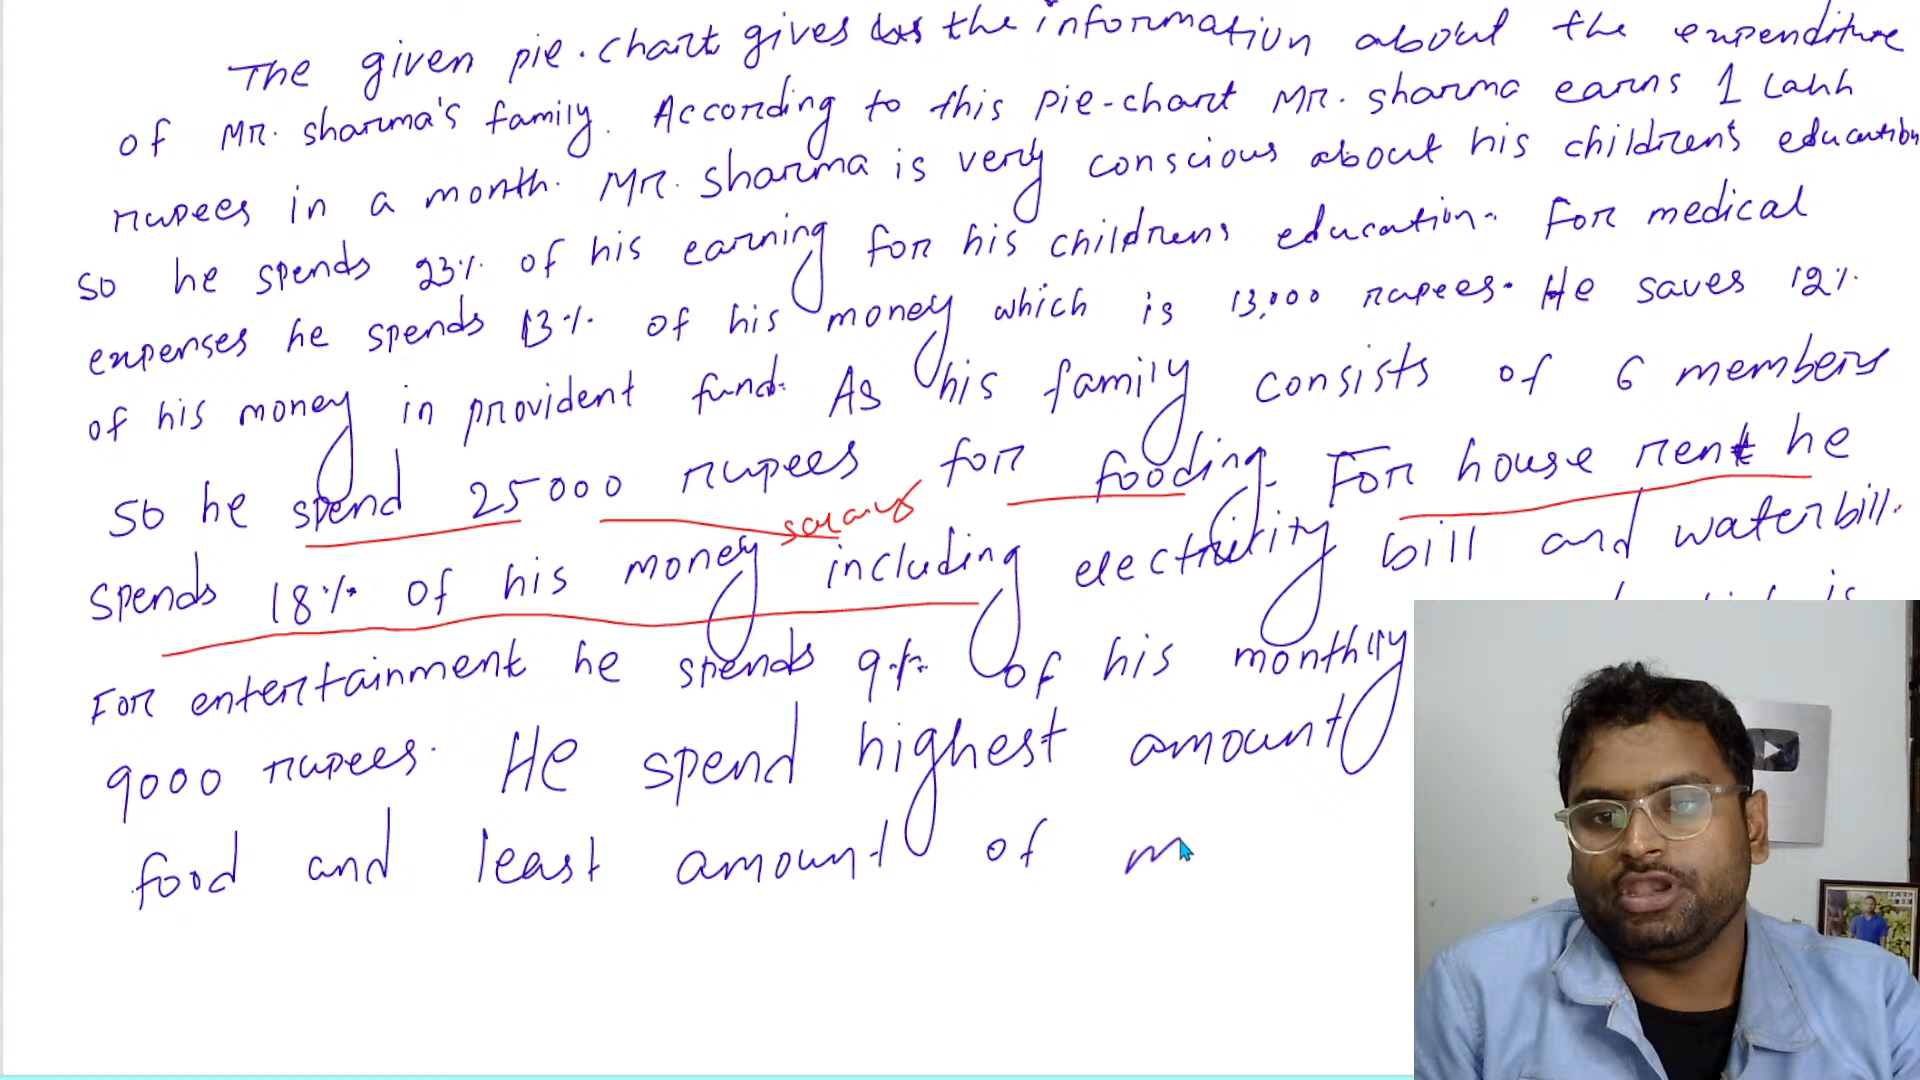 The given pie-chart gives us the information about the expenditure
of Mr. sharma's family. According to this pie-chart Mr. sharma earns 1 Lakh
rupees in a month. Mr. sharma is very conscious about his children's education
so he spends 23% of his earning for his childrens education. For medical
expenses he spends 13% of his money which is 13,000 rupees. He saves 12%
of his money in provident fund. As his family consists of 6 members
so he spend 25000 rupees for fooding. For house rent he
salary
spends 18% of his money including electricity bill and waterbill.
For entertainment he spends 9% of his monthly is
9000 rupees. He spend highest amount
food and least amount of m